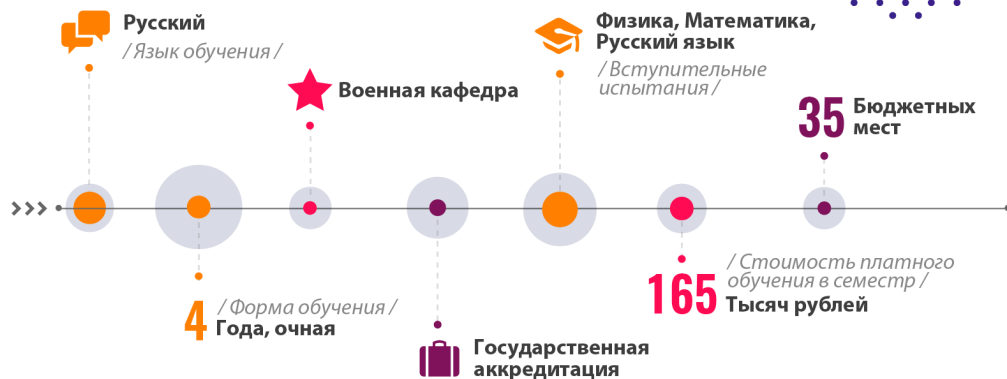 Русский
/ Язык обучения /
Военная кафедра
Физика, Математика,
Русский язык
/ Вступительные
испытания /
35 Бюджетных
мест
4 / Форма обучения /
Года, очная
Государственная
аккредитация
165 / Стоимость платного
обучения в семестр /
Тысяч рублей